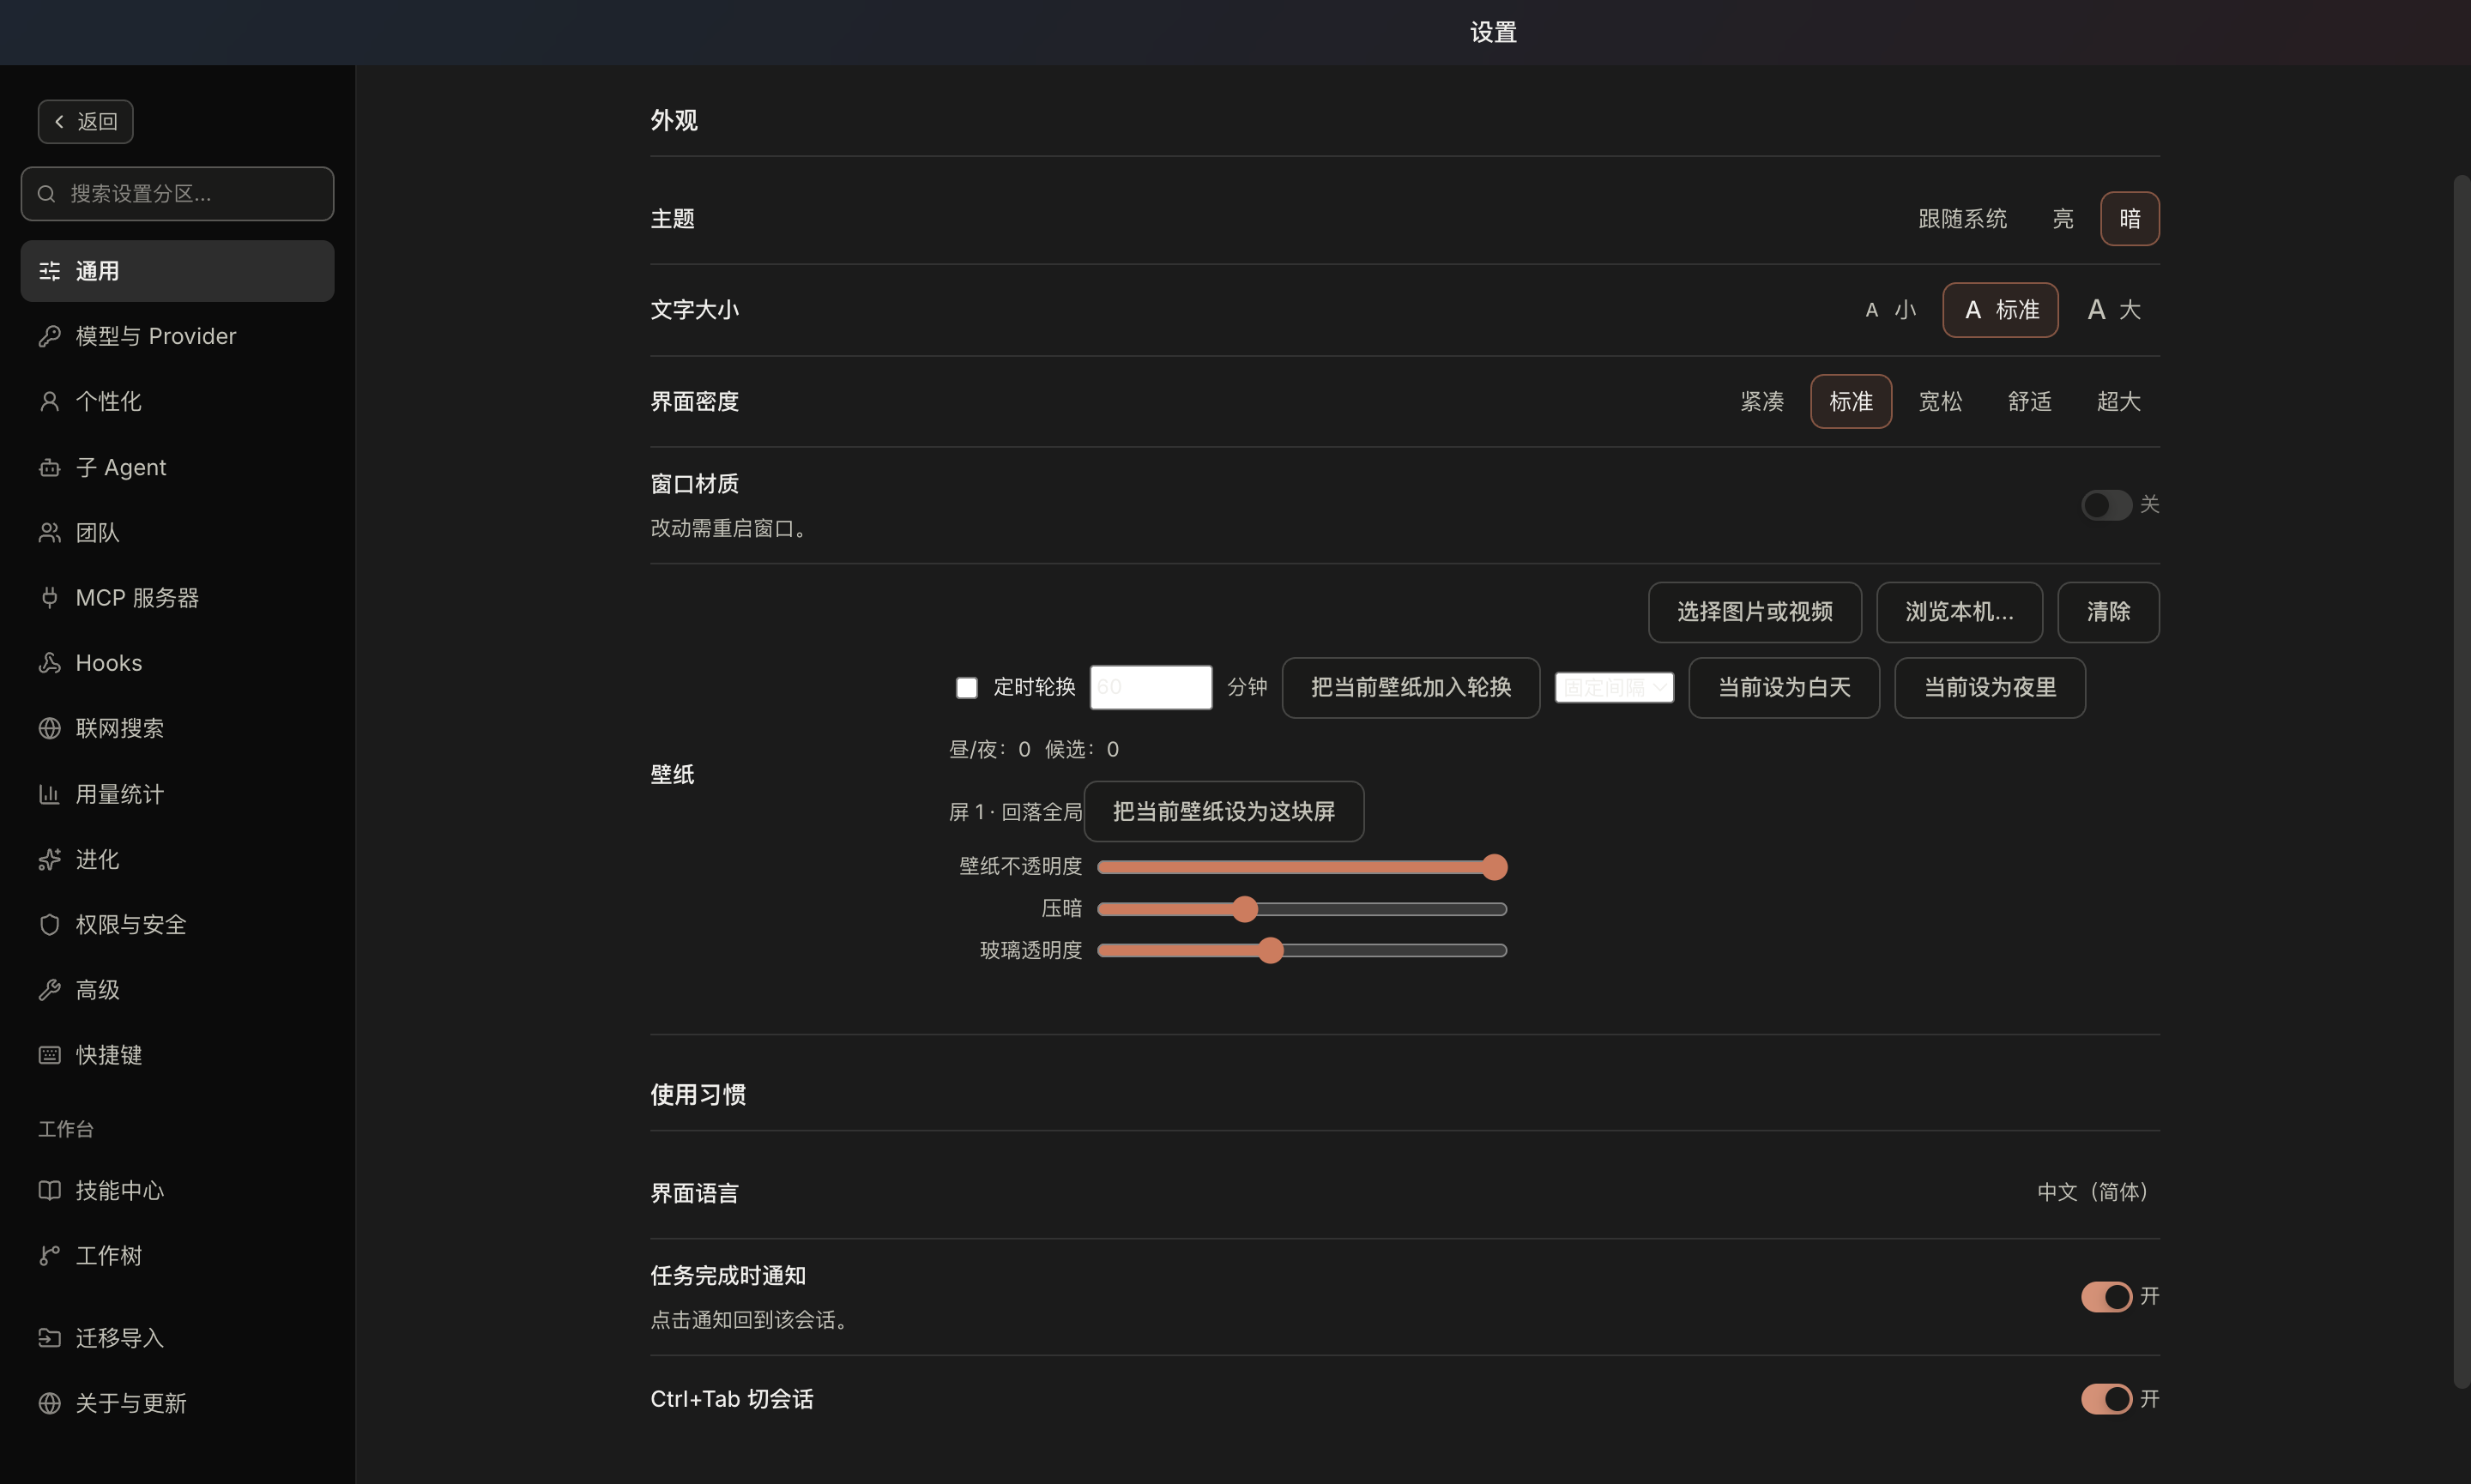 设置
返回
搜索设置分区...
通用
模型与 Provider
个性化
子 Agent
团队
MCP 服务器
Hooks
联网搜索
用量统计
进化
权限与安全
高级
快捷键
工作台
技能中心
工作树
迁移导入
关于与更新
外观
主题 跟随系统 亮 暗
文字大小 A 小 A 标准 A 大
界面密度 紧凑 标准 宽松 舒适 超大
窗口材质
改动需重启窗口。
关
壁纸
选择图片或视频 浏览本机... 清除
定时轮换 60 分钟 把当前壁纸加入轮换 固定间隔 当前设为白天 当前设为夜里
昼/夜：0 候选：0
屏 1 · 回落全局 把当前壁纸设为这块屏
壁纸不透明度
压暗
玻璃透明度
使用习惯
界面语言 中文（简体）
任务完成时通知
点击通知回到该会话。
开
Ctrl+Tab 切会话 开